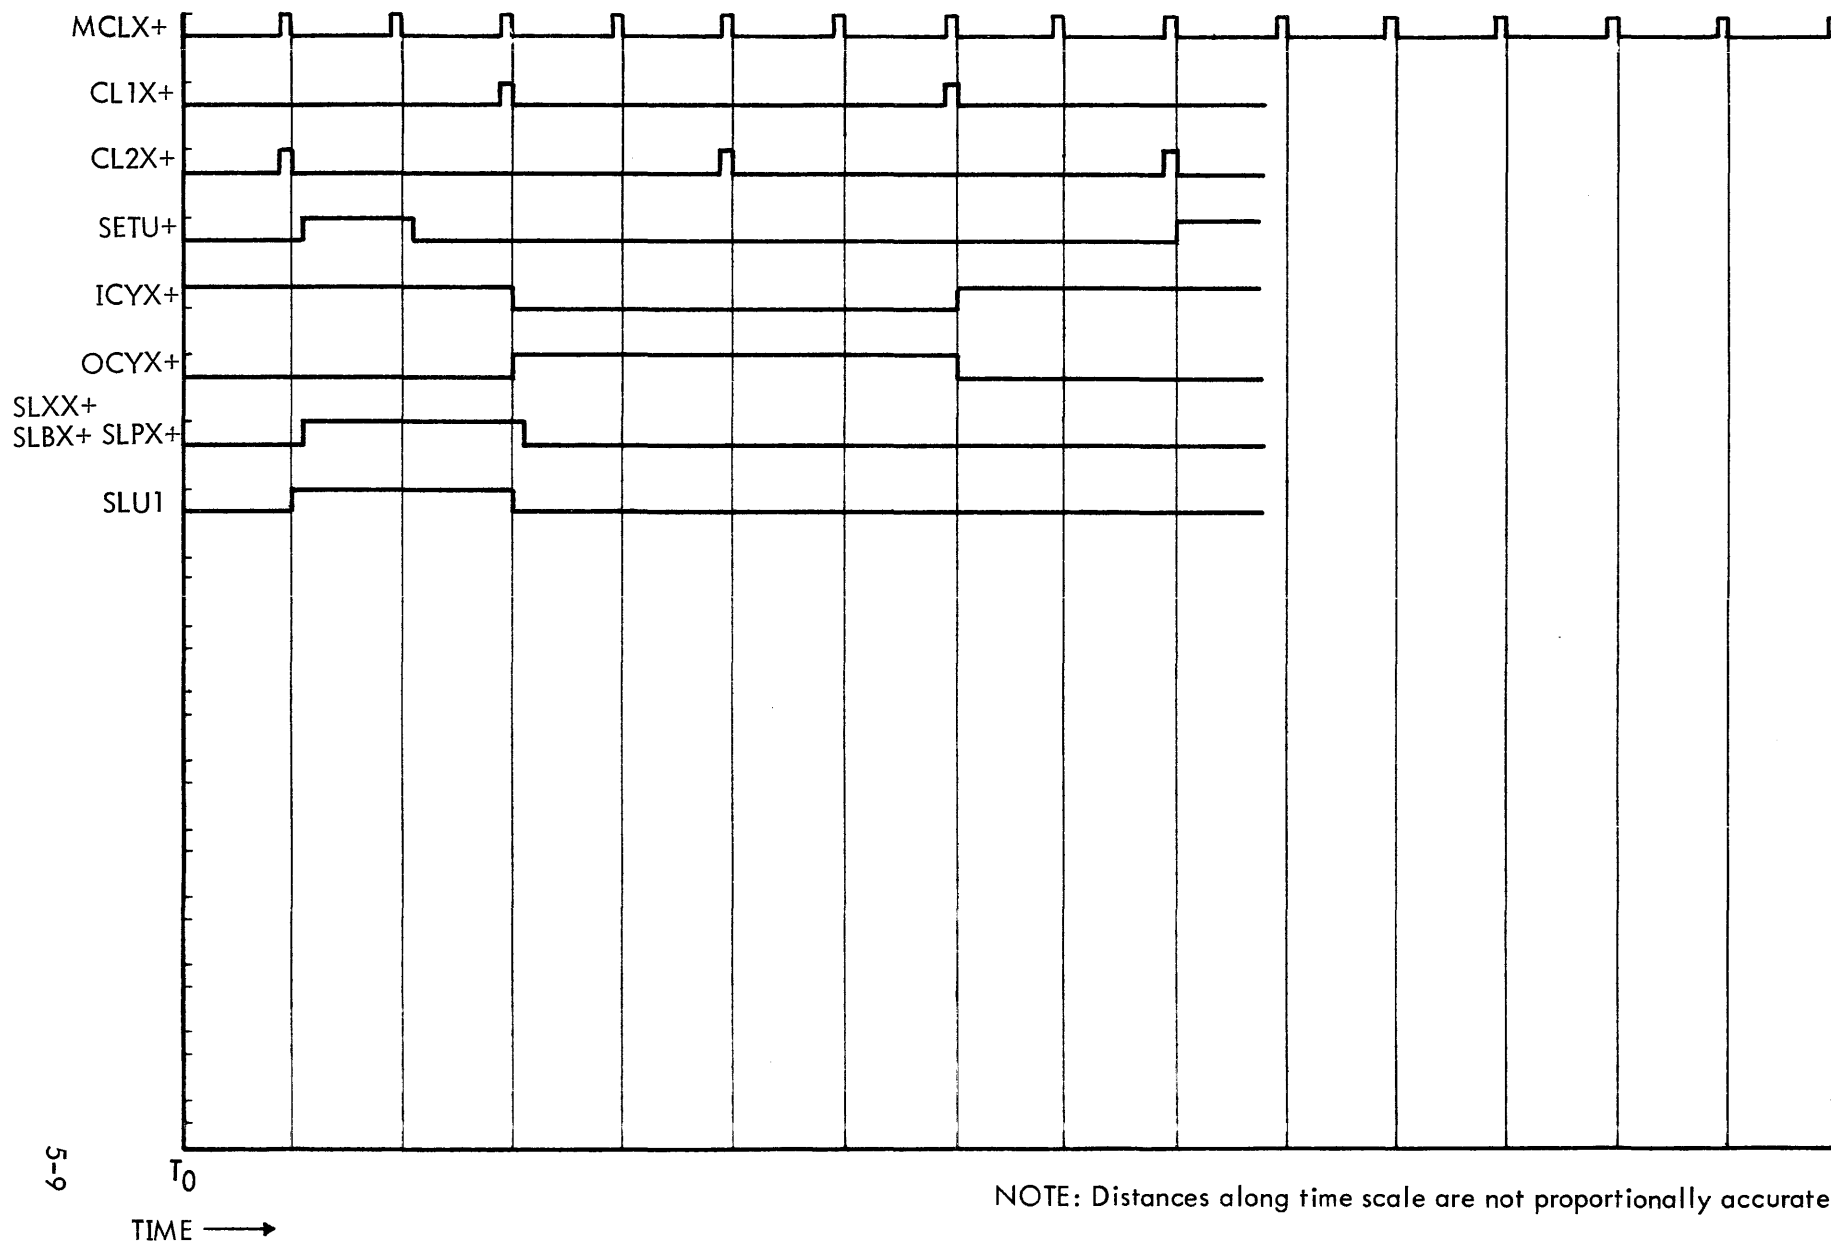 MCLX+
CL1X+
CL2X+
SETU+
ICYX+
OCYX+
SLXX+
SLBX+ SLPX+
SLU1
5-9
T0
NOTE: Distances along time scale are not proportionally accurate
TIME